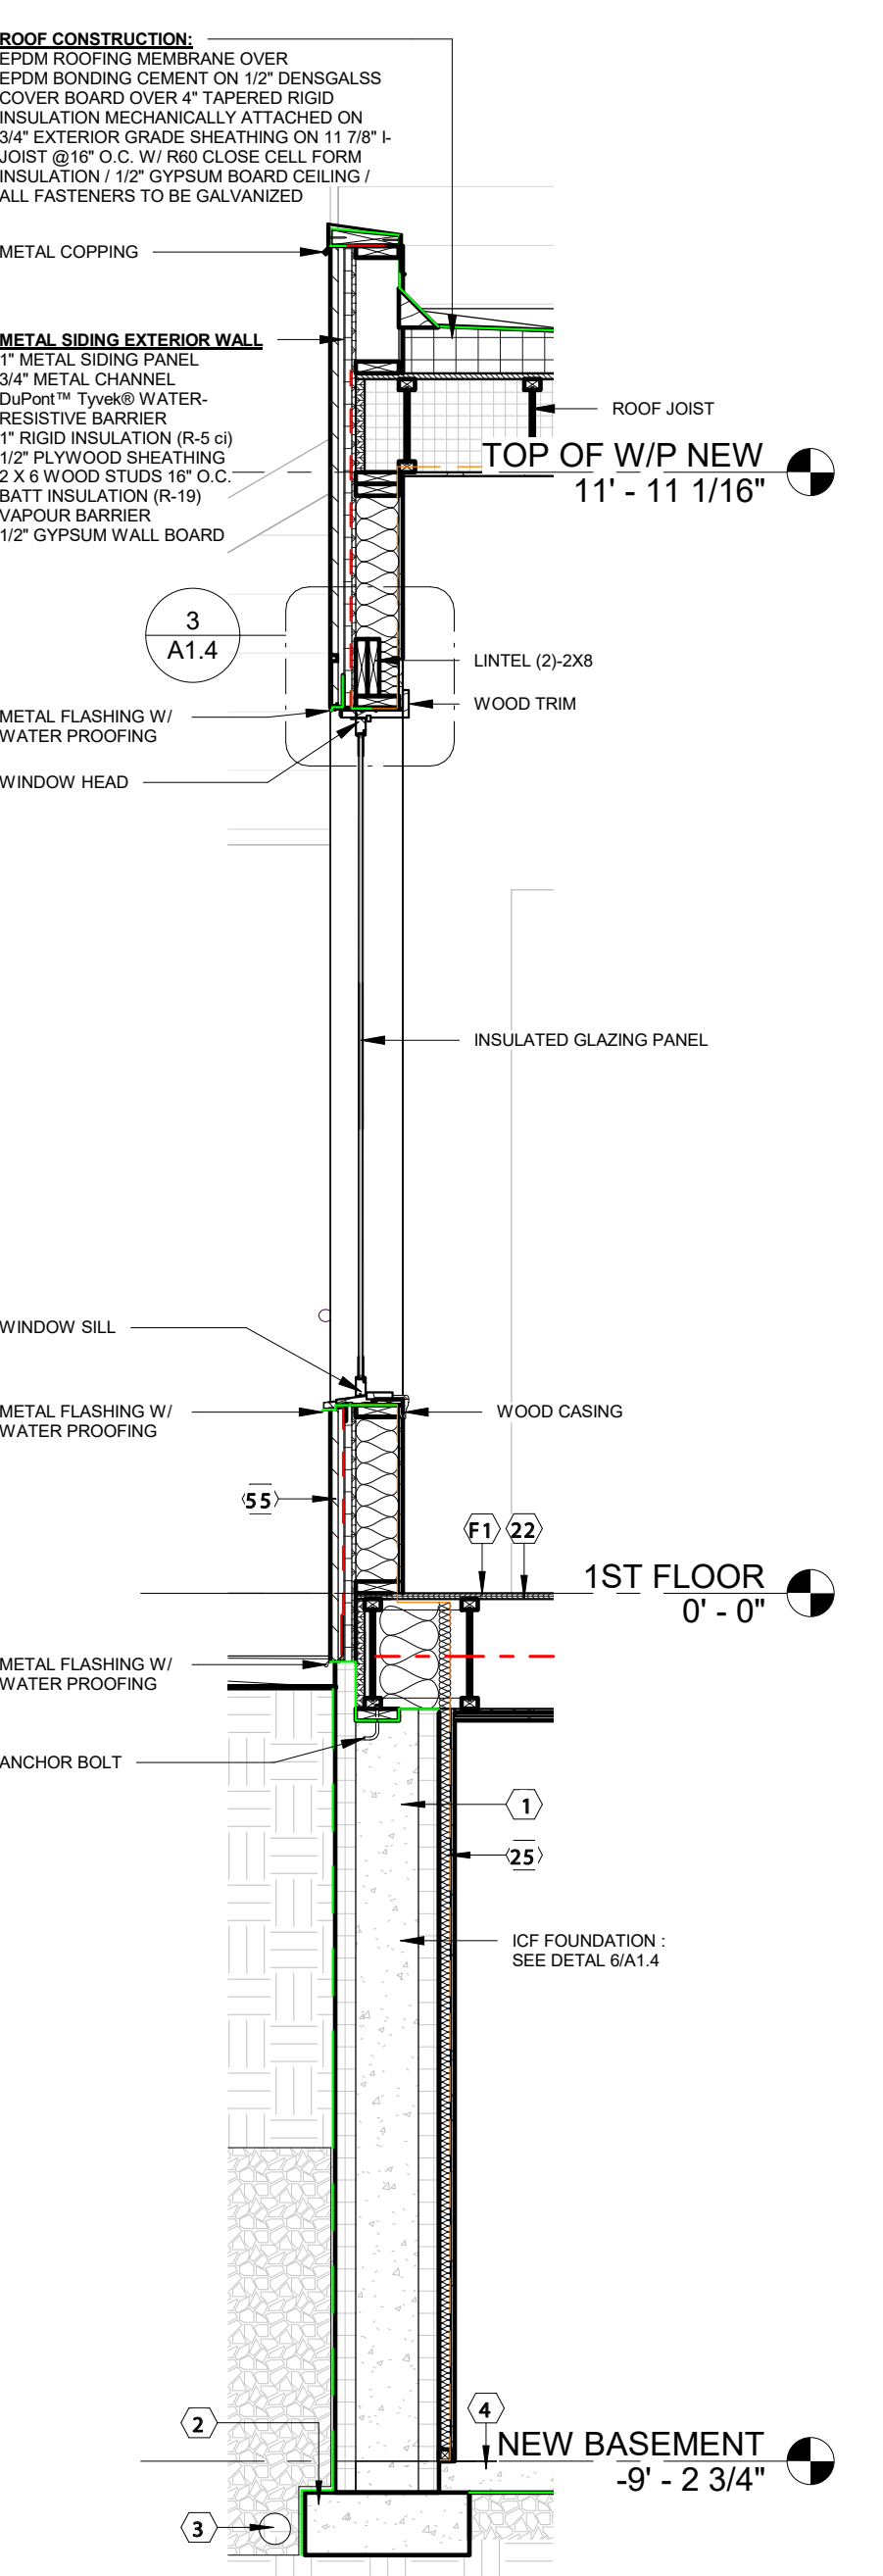 ROOF CONSTRUCTION:
EPDM ROOFING MEMBRANE OVER
EPDM BONDING CEMENT ON 1/2" DENSGALSS
COVER BOARD OVER 4" TAPERED RIGID
INSULATION MECHANICALLY ATTACHED ON
3/4" EXTERIOR GRADE SHEATHING ON 11 7/8" I-
JOIST @16" O.C. W/ R60 CLOSE CELL FORM
INSULATION / 1/2" GYPSUM BOARD CEILING /
ALL FASTENERS TO BE GALVANIZED
METAL COPPING
METAL SIDING EXTERIOR WALL
1" METAL SIDING PANEL
3/4" METAL CHANNEL
DuPont™ Tyvek® WATER-
RESISTIVE BARRIER
1" RIGID INSULATION (R-5 ci)
1/2" PLYWOOD SHEATHING
2 X 6 WOOD STUDS 16" O.C.
BATT INSULATION (R-19)
VAPOUR BARRIER
1/2" GYPSUM WALL BOARD
ROOF JOIST
TOP OF W/P NEW
11' - 11 1/16"
3
A1.4
LINTEL (2)-2X8
WOOD TRIM
METAL FLASHING W/
WATER PROOFING
WINDOW HEAD
INSULATED GLAZING PANEL
WINDOW SILL
METAL FLASHING W/
WATER PROOFING
WOOD CASING
55
F1
22
1ST FLOOR
0' - 0"
METAL FLASHING W/
WATER PROOFING
ANCHOR BOLT
1
25
ICF FOUNDATION :
SEE DETAL 6/A1.4
4
2
NEW BASEMENT
-9' - 2 3/4"
3